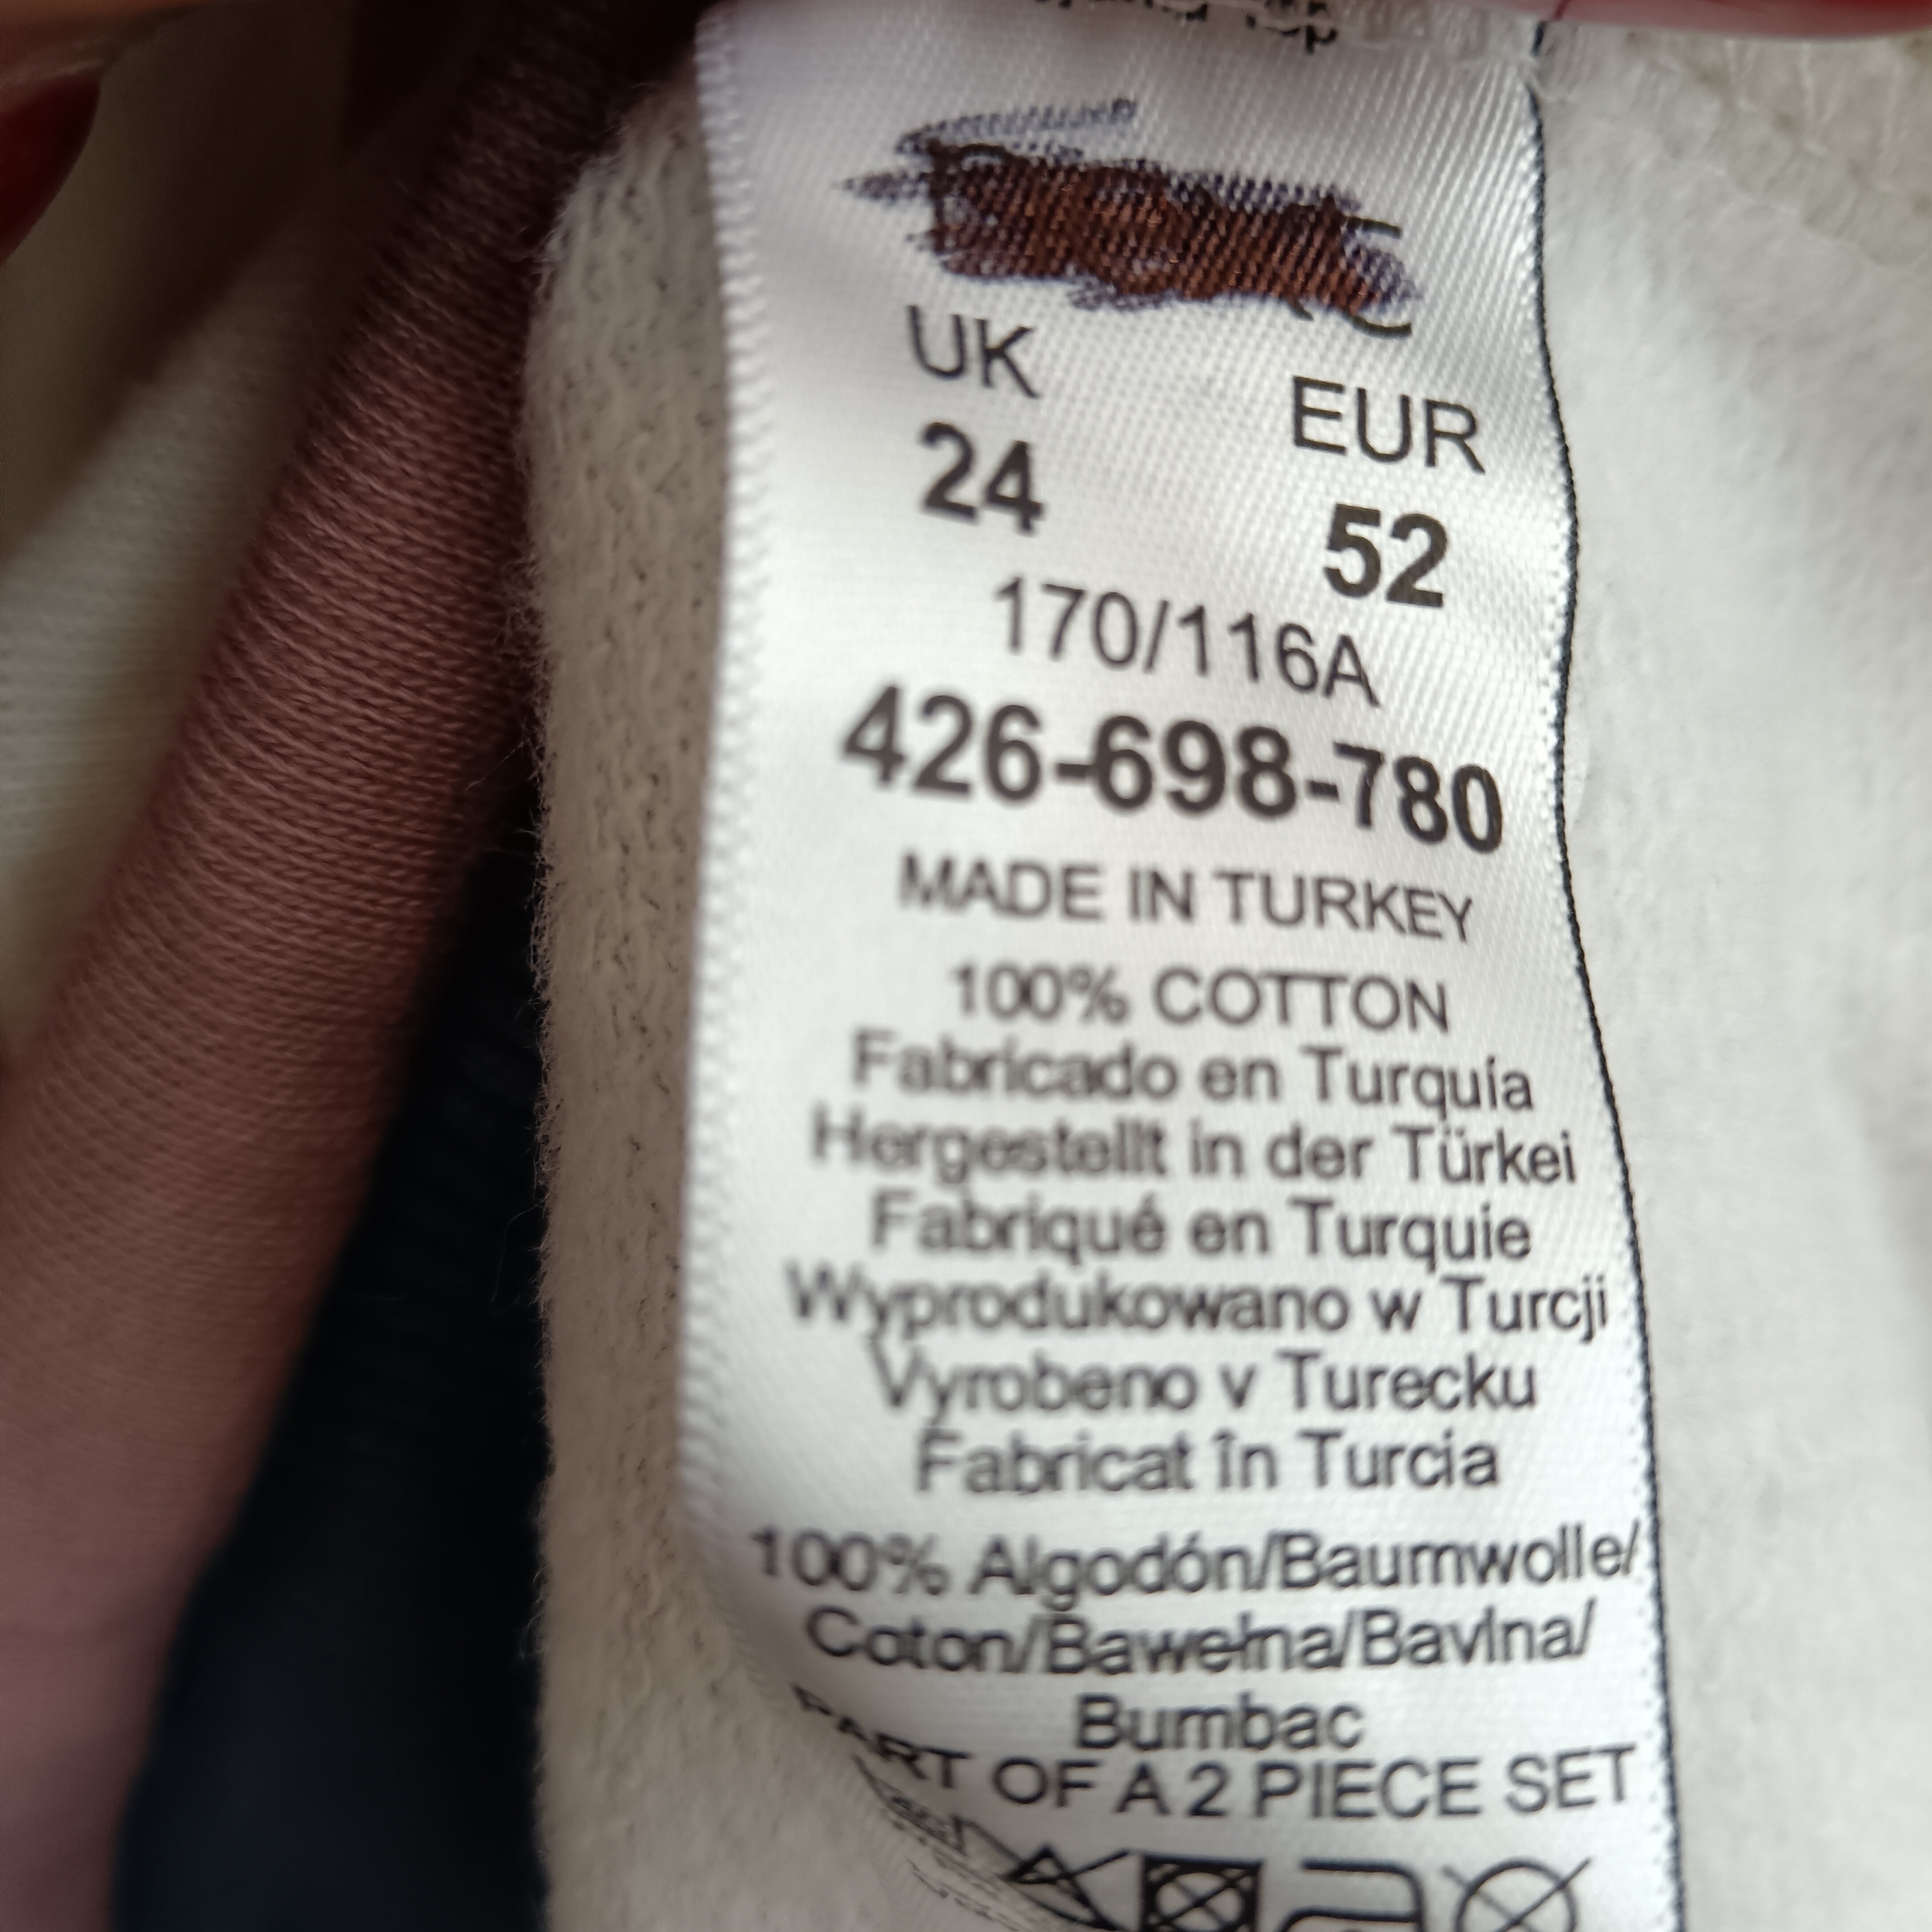 UK EUR
24 52
170/116A
426-698-780
MADE IN TURKEY
100% COTTON
Fabricado en Turquía
Hergestellt in der Türkei
Fabriqué en Turquie
Wyprodukowano w Turcji
Vyrobeno v Turecku
Fabricat în Turcia
100% Algodón/Baumwolle/
Coton/Bawełna/Bavlna/
Bumbac
PART OF A 2 PIECE SET